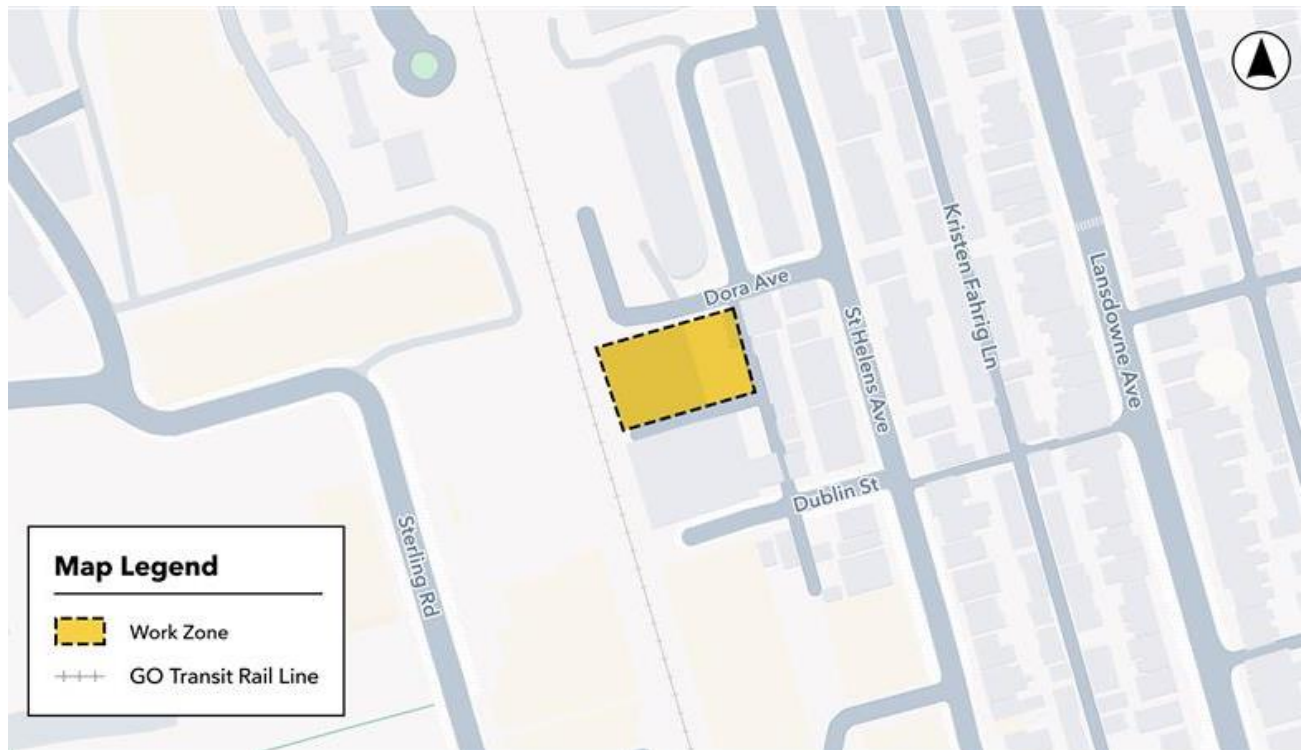 Dora Ave
Kristen Fahrig Ln
Lansdowne Ave
St Helens Ave
Dublin St
Sterling Rd
Map Legend
Work Zone
GO Transit Rail Line